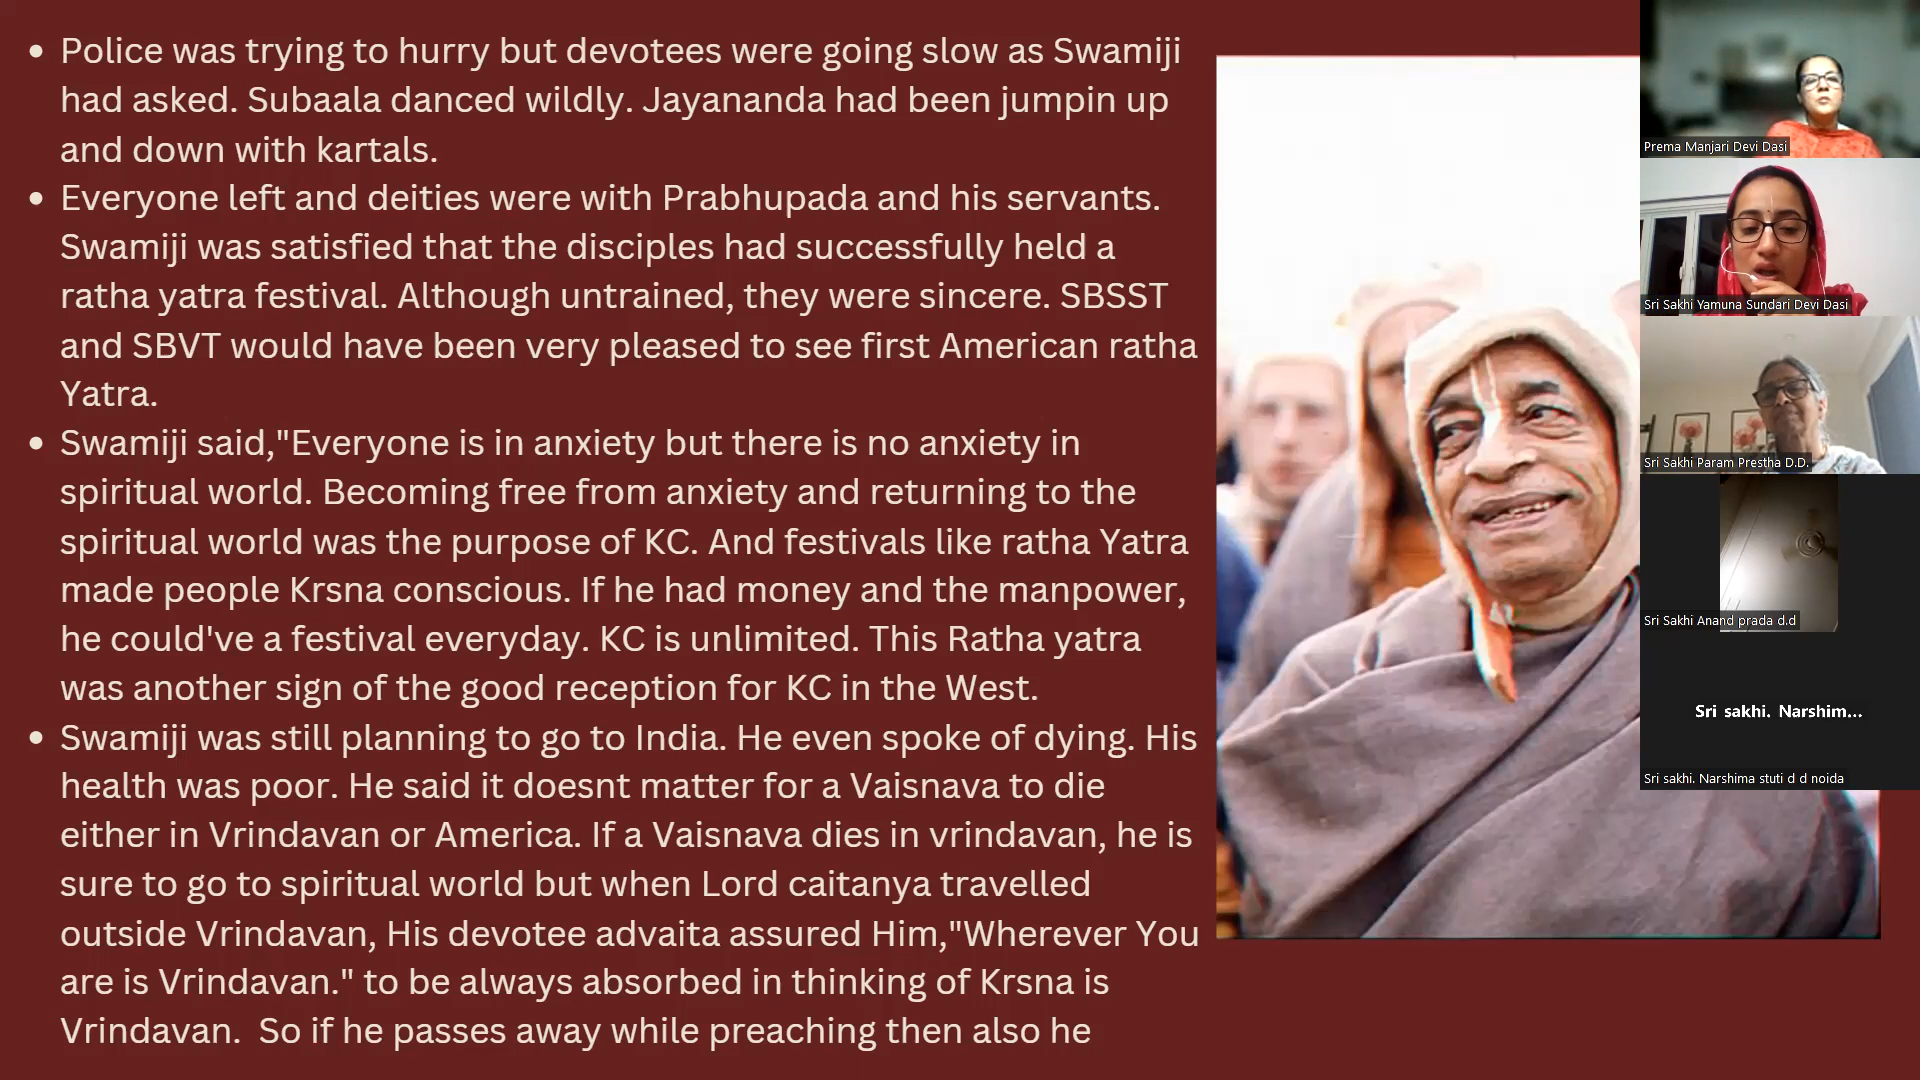 • Police was trying to hurry but devotees were going slow as Swamiji
had asked. Subaala danced wildly. Jayananda had been jumpin up
and down with kartals.
• Everyone left and deities were with Prabhupada and his servants.
Swamiji was satisfied that the disciples had successfully held a
ratha yatra festival. Although untrained, they were sincere. SBSST
and SBVT would have been very pleased to see first American ratha
Yatra.
• Swamiji said,"Everyone is in anxiety but there is no anxiety in
spiritual world. Becoming free from anxiety and returning to the
spiritual world was the purpose of KC. And festivals like ratha Yatra
made people Krsna conscious. If he had money and the manpower,
he could've a festival everyday. KC is unlimited. This Ratha yatra
was another sign of the good reception for KC in the West.
• Swamiji was still planning to go to India. He even spoke of dying. His
health was poor. He said it doesnt matter for a Vaisnava to die
either in Vrindavan or America. If a Vaisnava dies in vrindavan, he is
sure to go to spiritual world but when Lord caitanya travelled
outside Vrindavan, His devotee advaita assured Him,"Wherever You
are is Vrindavan." to be always absorbed in thinking of Krsna is
Vrindavan.  So if he passes away while preaching then also he
Prema Manjari Devi Dasi
Sri Sakhi Yamuna Sundari Devi Dasi
Sri Sakhi Param Prestha D.D.
Sri Sakhi Anand prada d.d
Sri sakhi. Narshim...
Sri sakhi. Narshima stuti d d noida